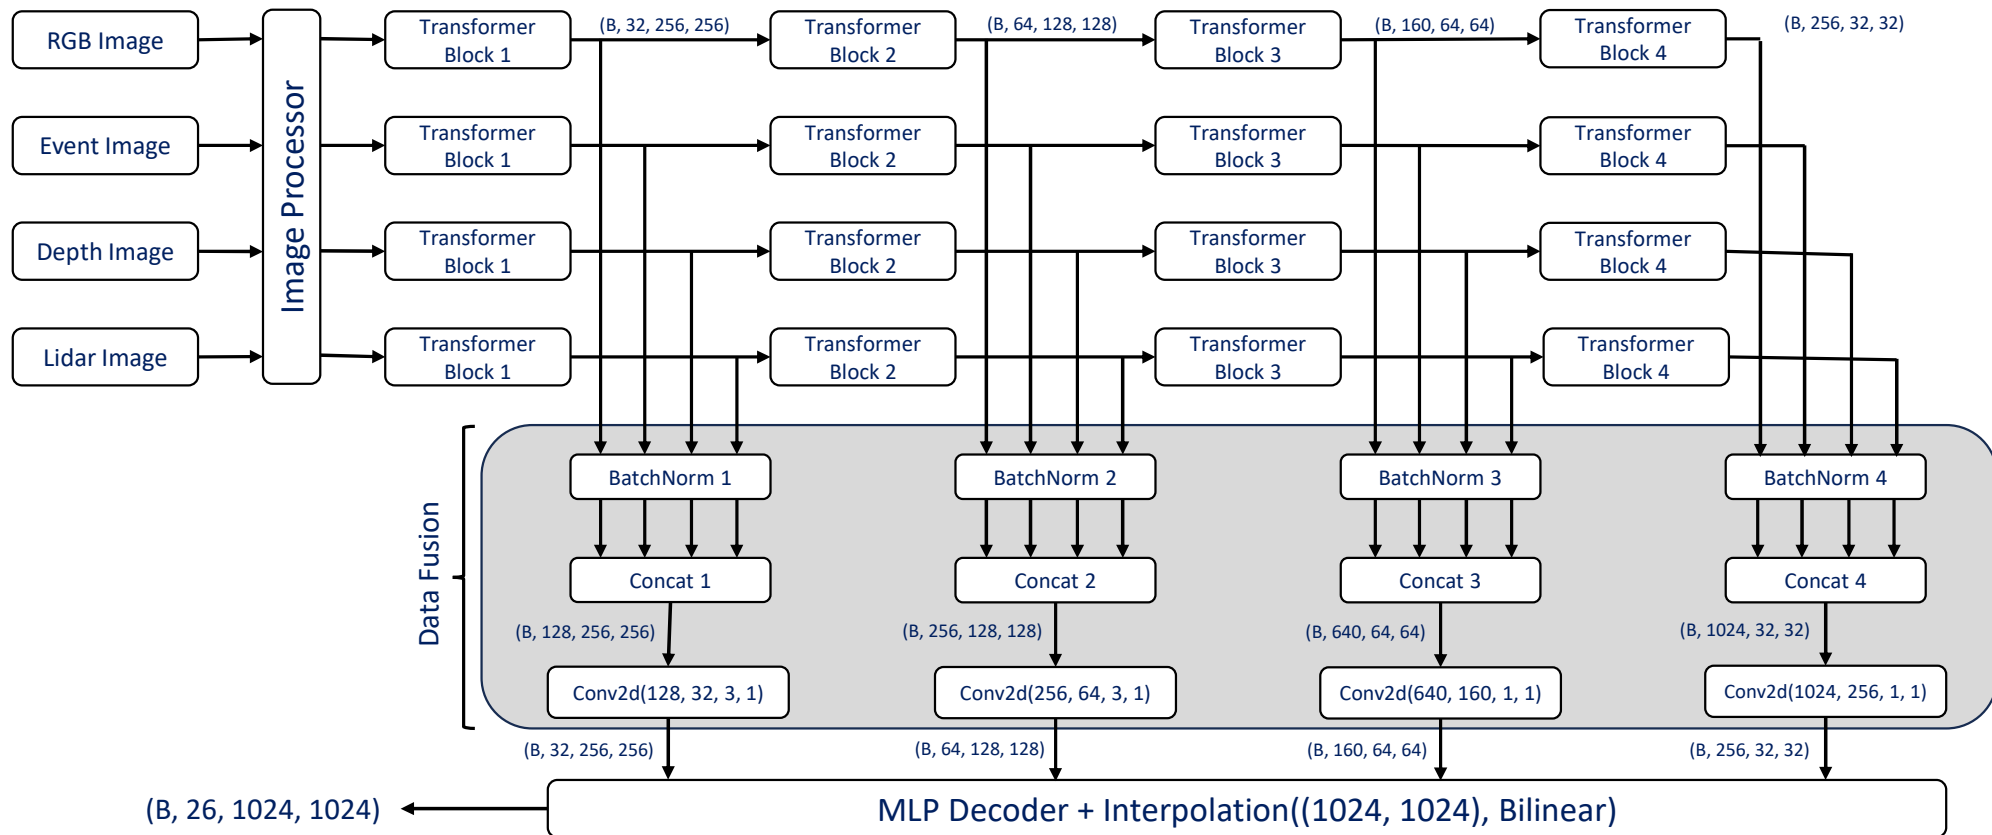 RGB Image
Transformer
Block 1
(B, 32, 256, 256)
Transformer
Block 2
(B, 64, 128, 128)
Transformer
Block 3
(B, 160, 64, 64)
Transformer
Block 4
(B, 256, 32, 32)
Image Processor
Event Image
Transformer
Block 1
Transformer
Block 2
Transformer
Block 3
Transformer
Block 4
Depth Image
Transformer
Block 1
Transformer
Block 2
Transformer
Block 3
Transformer
Block 4
Lidar Image
Transformer
Block 1
Transformer
Block 2
Transformer
Block 3
Transformer
Block 4
Data Fusion
BatchNorm 1
BatchNorm 2
BatchNorm 3
BatchNorm 4
Concat 1
Concat 2
Concat 3
Concat 4
(B, 128, 256, 256)
(B, 256, 128, 128)
(B, 640, 64, 64)
(B, 1024, 32, 32)
Conv2d(128, 32, 3, 1)
Conv2d(256, 64, 3, 1)
Conv2d(640, 160, 1, 1)
Conv2d(1024, 256, 1, 1)
(B, 32, 256, 256)
(B, 64, 128, 128)
(B, 160, 64, 64)
(B, 256, 32, 32)
(B, 26, 1024, 1024)
MLP Decoder + Interpolation((1024, 1024), Bilinear)